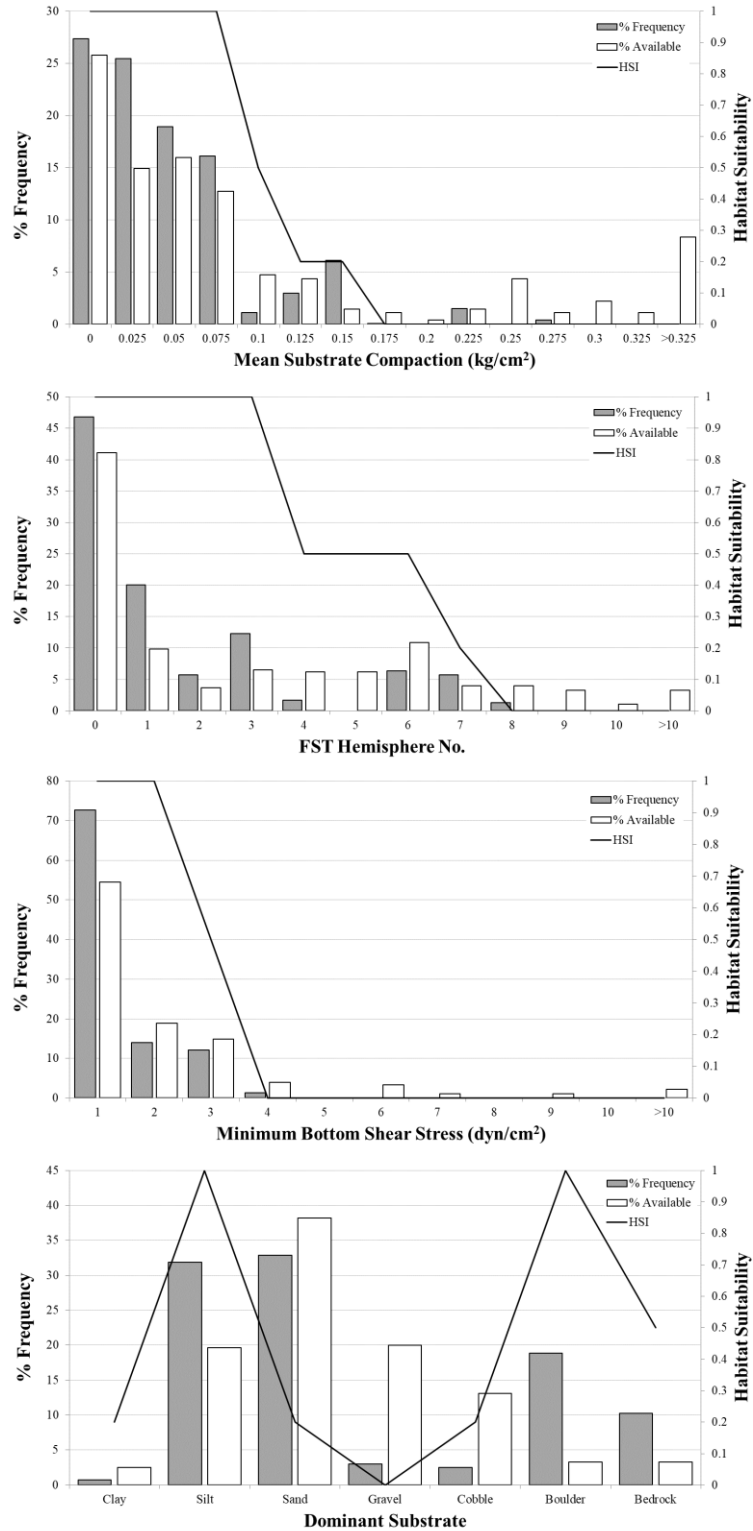 30
25
20
15
10
5
0
% Frequency
1
0.9
0.8
0.7
0.6
0.5
0.4
0.3
0.2
0.1
0
Habitat Suitability
% Frequency
% Available
HSI
0 0.025 0.05 0.075 0.1 0.125 0.15 0.175 0.2 0.225 0.25 0.275 0.3 0.325 >0.325
Mean Substrate Compaction (kg/cm²)
50
45
40
35
30
25
20
15
10
5
0
% Frequency
1
0.9
0.8
0.7
0.6
0.5
0.4
0.3
0.2
0.1
0
Habitat Suitability
% Frequency
% Available
HSI
0 1 2 3 4 5 6 7 8 9 10 >10
FST Hemisphere No.
80
70
60
50
40
30
20
10
0
% Frequency
1
0.9
0.8
0.7
0.6
0.5
0.4
0.3
0.2
0.1
0
Habitat Suitability
% Frequency
% Available
HSI
1 2 3 4 5 6 7 9 10 >10
Minimum Bottom Shear Stress (dyn/cm²)
45
40
35
30
25
20
15
10
5
0
% Frequency
1
0.9
0.8
0.7
0.6
0.5
0.4
0.3
0.2
0.1
0
Habitat Suitability
% Frequency
% Available
HSI
Clay Silt Sand Gravel Cobble Boulder Bedrock
Dominant Substrate